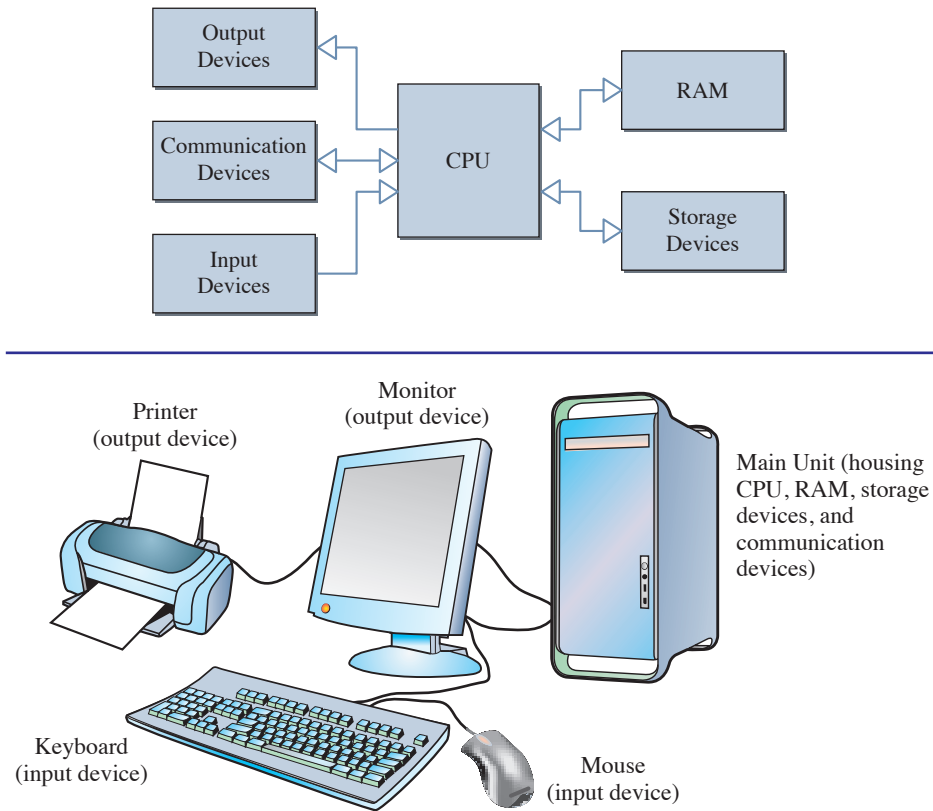 Output
Devices
Communication
Devices
Input
Devices
CPU
RAM
Storage
Devices
Printer
(output device)
Monitor
(output device)
Main Unit (housing
CPU, RAM, storage
devices, and
communication
devices)
Keyboard
(input device)
Mouse
(input device)